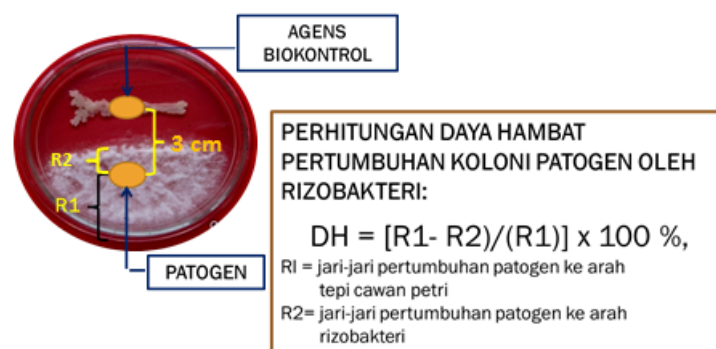 AGENS
BIOKONTROL
R2
3 cm
R1
PATOGEN
PERHITUNGAN DAYA HAMBAT
PERTUMBUHAN KOLONI PATOGEN OLEH
RIZOBAKTERI:
DH = [R1- R2)/(R1)] x 100 %,
RI = jari-jari pertumbuhan patogen ke arah
tepi cawan petri
R2= jari-jari pertumbuhan patogen ke arah
rizobakteri